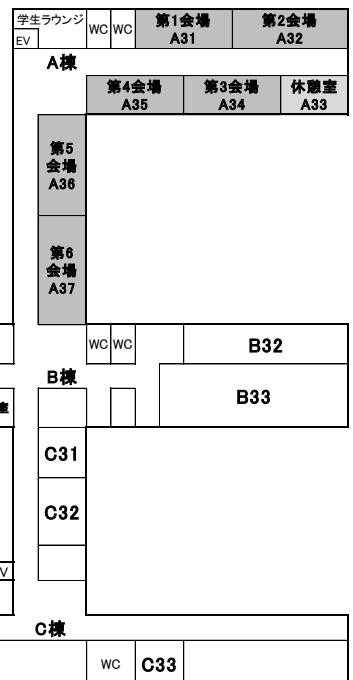 学生ラウンジ
WC
WC
第1会場
A31
第2会場
A32
EV
A棟
第4会場
A35
第3会場
A34
休憩室
A33
第5
会場
A36
第6
会場
A37
WC
WC
B32
B棟
B33
室
C31
C32
V
C棟
WC
C33